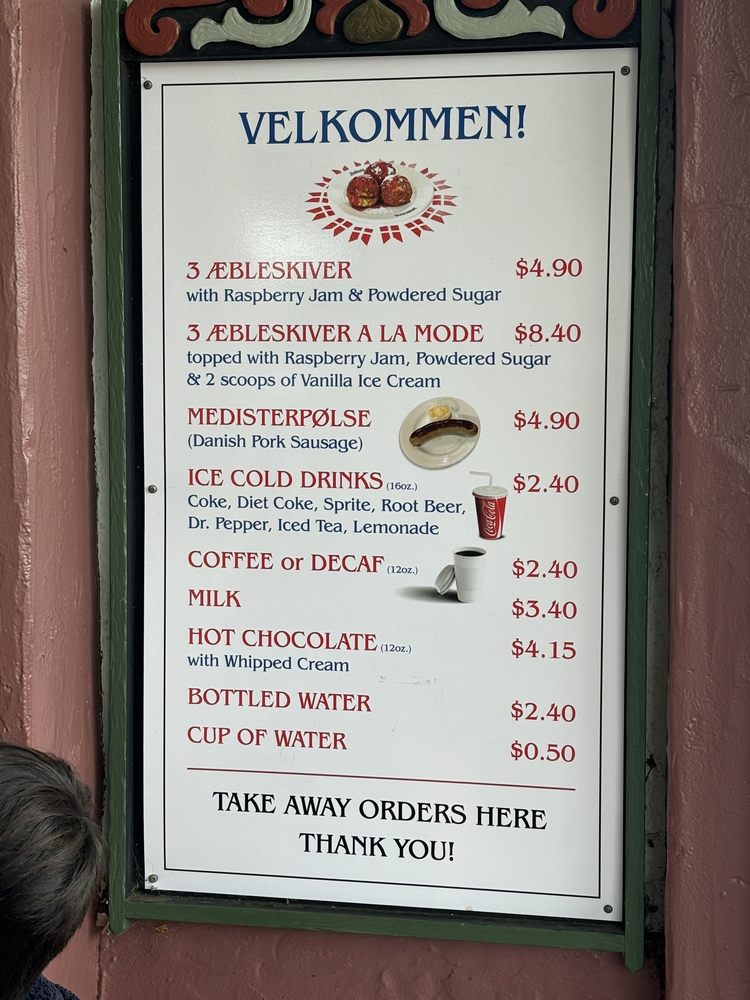 VELKOMMEN!
3 ÆBLESKIVER $4.90
with Raspberry Jam & Powdered Sugar
3 ÆBLESKIVER A LA MODE $8.40
topped with Raspberry Jam, Powdered Sugar
& 2 scoops of Vanilla Ice Cream
MEDISTERPØLSE $4.90
(Danish Pork Sausage)
ICE COLD DRINKS (16oz.) $2.40
Coke, Diet Coke, Sprite, Root Beer,
Dr. Pepper, Iced Tea, Lemonade
Coca-Cola
COFFEE or DECAF (12oz.) $2.40
MILK $3.40
HOT CHOCOLATE (12oz.) $4.15
with Whipped Cream
BOTTLED WATER $2.40
CUP OF WATER $0.50
TAKE AWAY ORDERS HERE
THANK YOU!